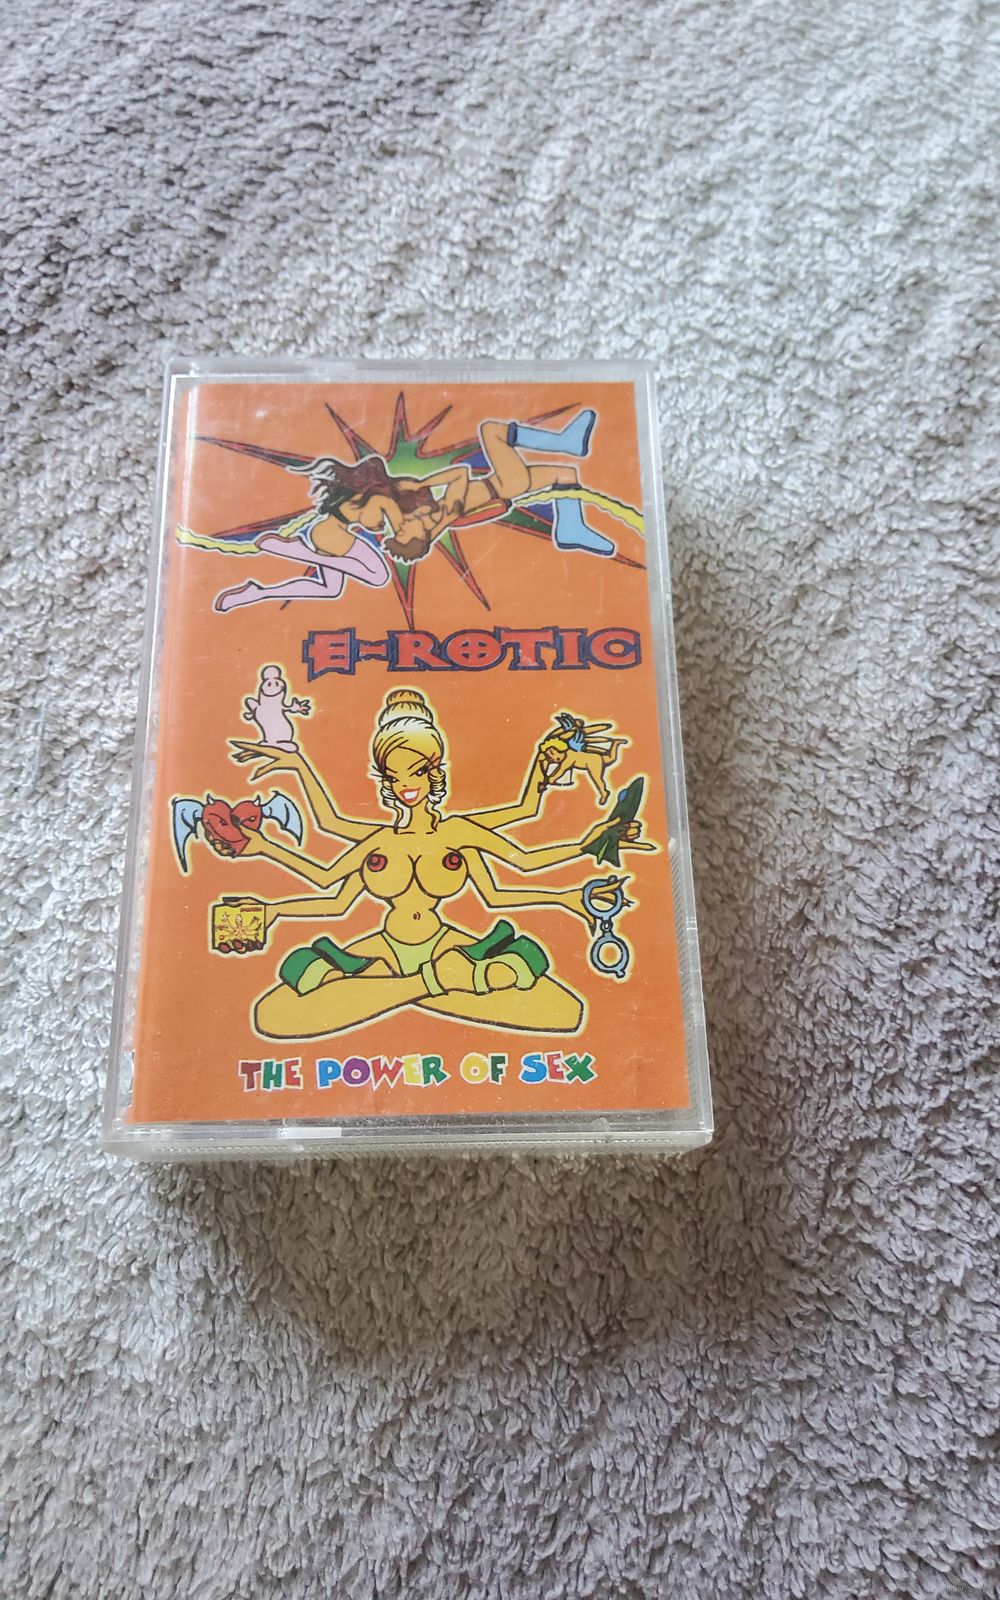 E-ROTIC
THE POWER OF SEX